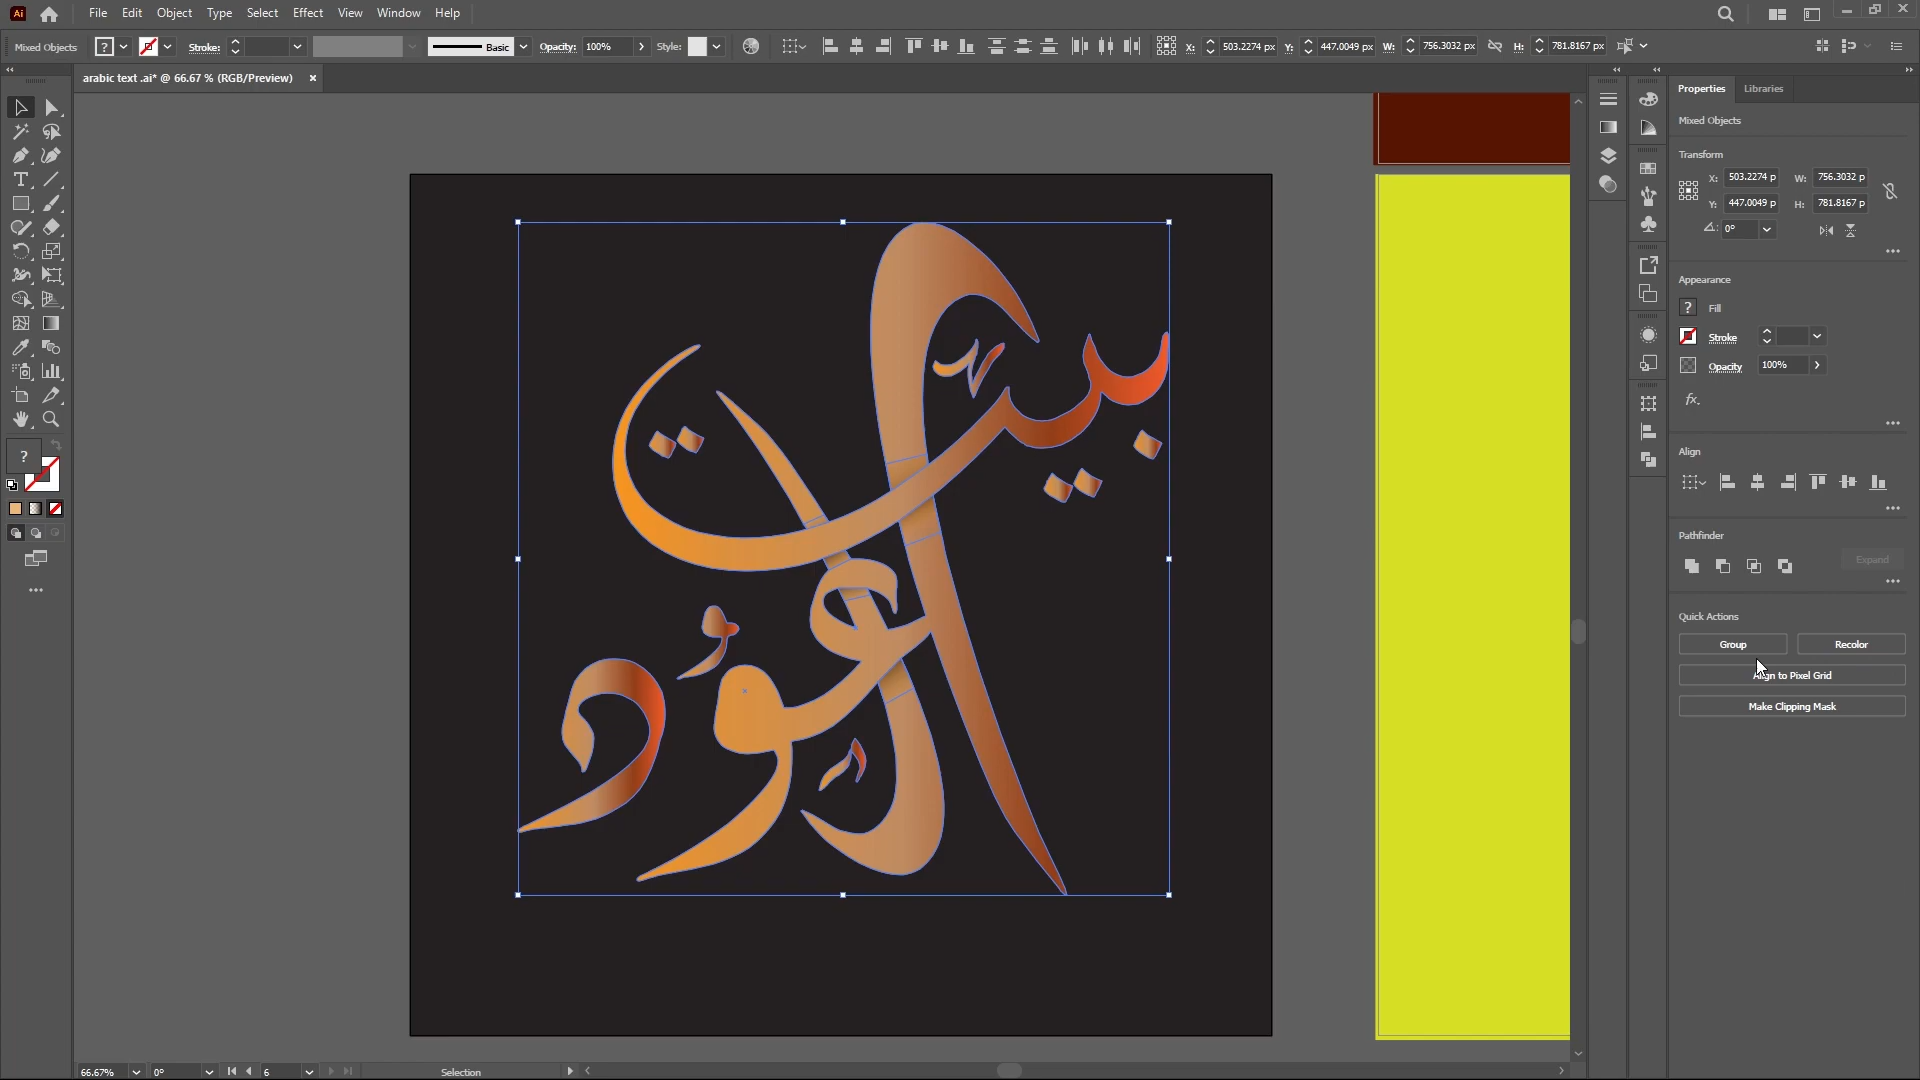 Ai File Edit Object Type Select Effect View Window Help
Mixed Objects ? Stroke: Basic Opacity: 100% Style: X: 503.2274 px Y: 447.0049 px W: 756.3032 px H: 781.8167 px
arabic text .ai* @ 66.67 % (RGB/Preview) ×
بيت
العُود
?
66.67% 0° 6 Selection
Properties Libraries
Mixed Objects
Transform
X: 503.2274 p W: 756.3032 p
Y: 447.0049 p H: 781.8167 p
0°
Appearance
? Fill
Stroke
Opacity 100%
fx.
Align
Pathfinder
Expand
Quick Actions
Group Recolor
Align to Pixel Grid
Make Clipping Mask